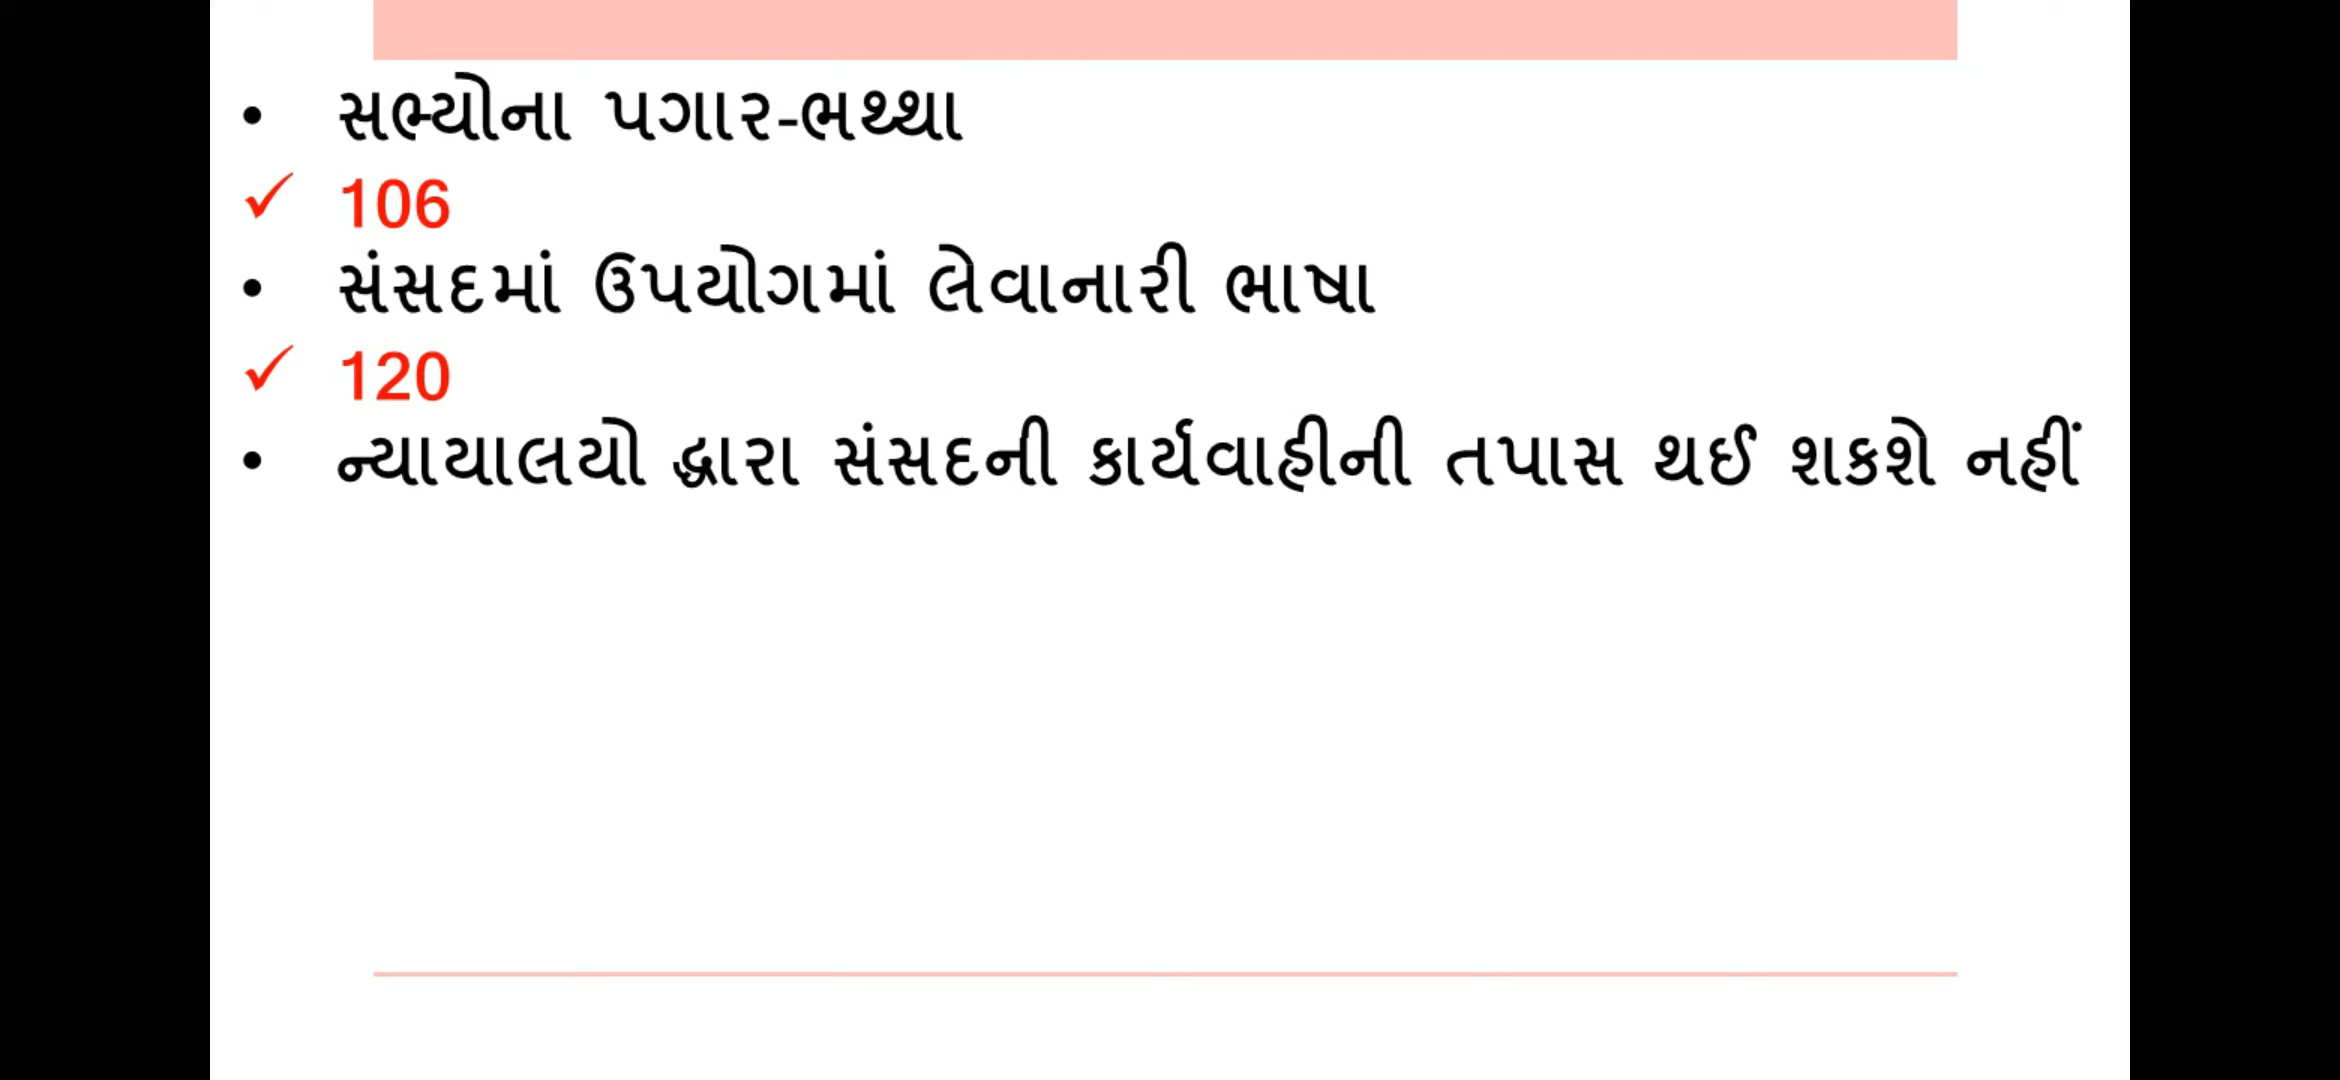 • સભ્યોના પગાર-ભથ્થા
✓ 106
• સંસદમાં ઉપયોગમાં લેવાનારી ભાષા
✓ 120
• ન્યાયાલયો દ્વારા સંસદની કાર્યવાહીની તપાસ થઈ શકશે નહીં